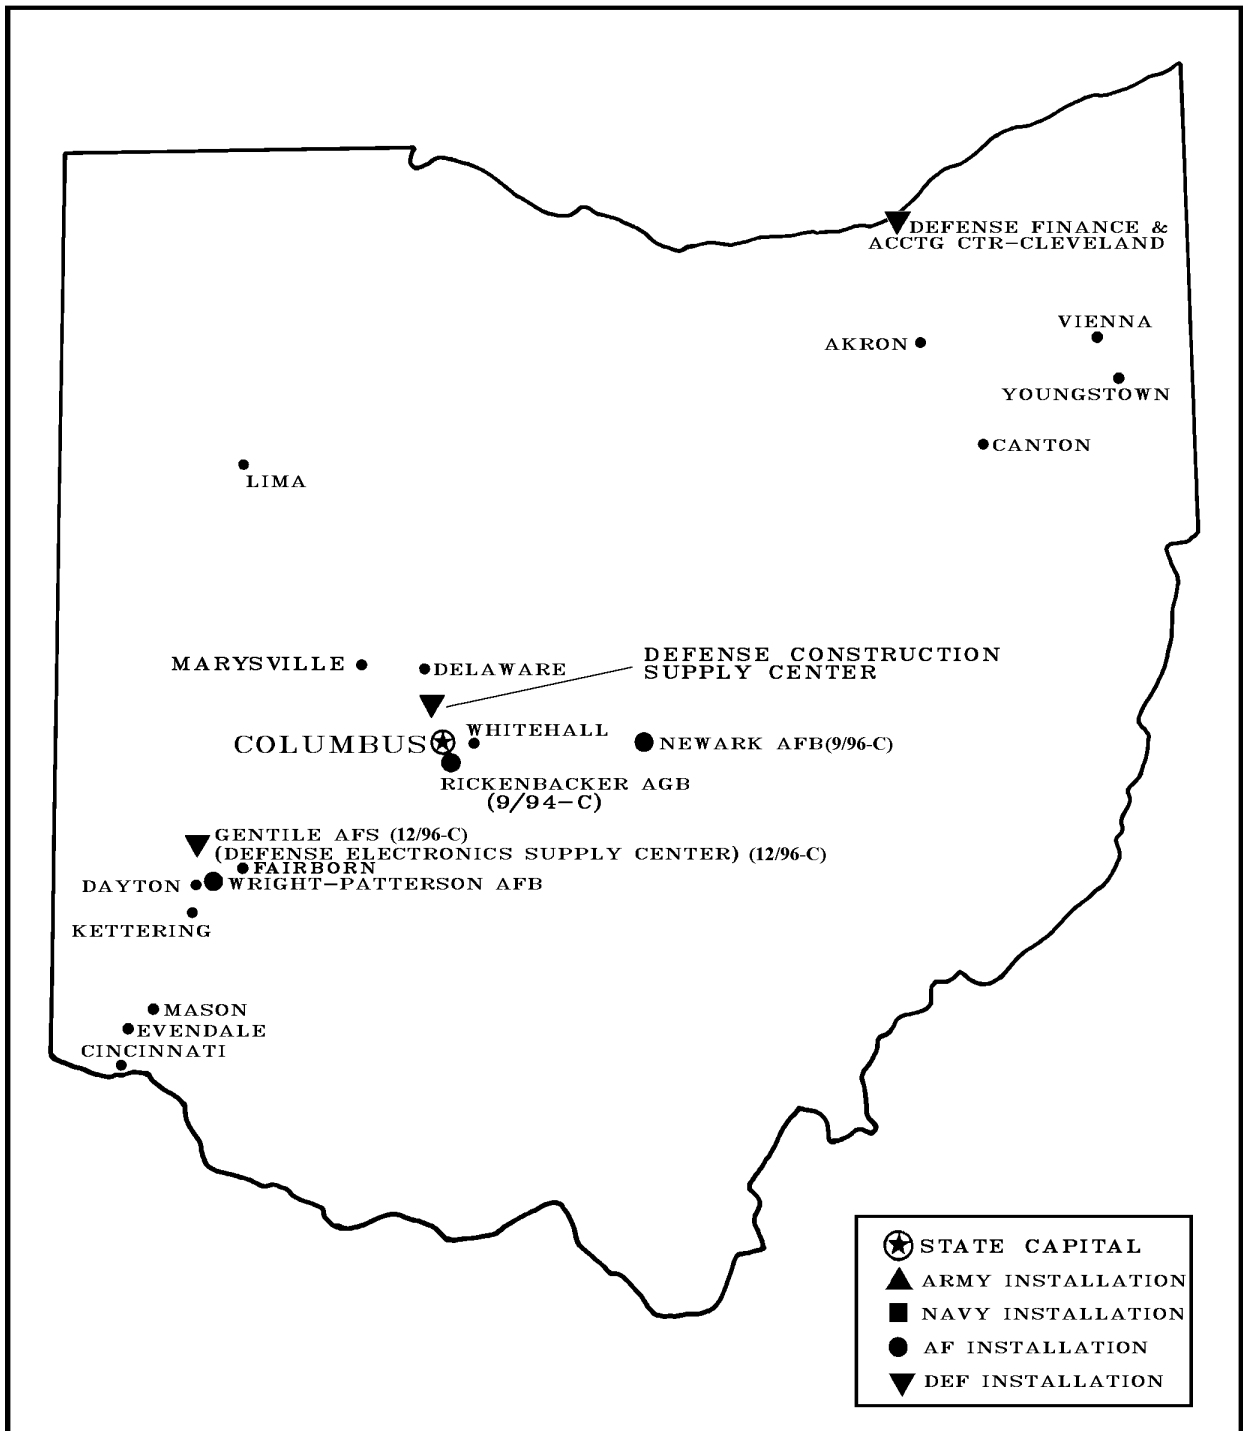 DEFENSE FINANCE &
ACCTG CTR-CLEVELAND
VIENNA
AKRON
YOUNGSTOWN
CANTON
LIMA
DEFENSE CONSTRUCTION
SUPPLY CENTER
MARYSVILLE
DELAWARE
WHITEHALL
COLUMBUS
NEWARK AFB(9/96-C)
RICKENBACKER AGB
(9/94-C)
GENTILE AFS (12/96-C)
(DEFENSE ELECTRONICS SUPPLY CENTER) (12/96-C)
FAIRBORN
DAYTON
WRIGHT-PATTERSON AFB
KETTERING
MASON
EVENDALE
CINCINNATI
STATE CAPITAL
ARMY INSTALLATION
NAVY INSTALLATION
AF INSTALLATION
DEF INSTALLATION